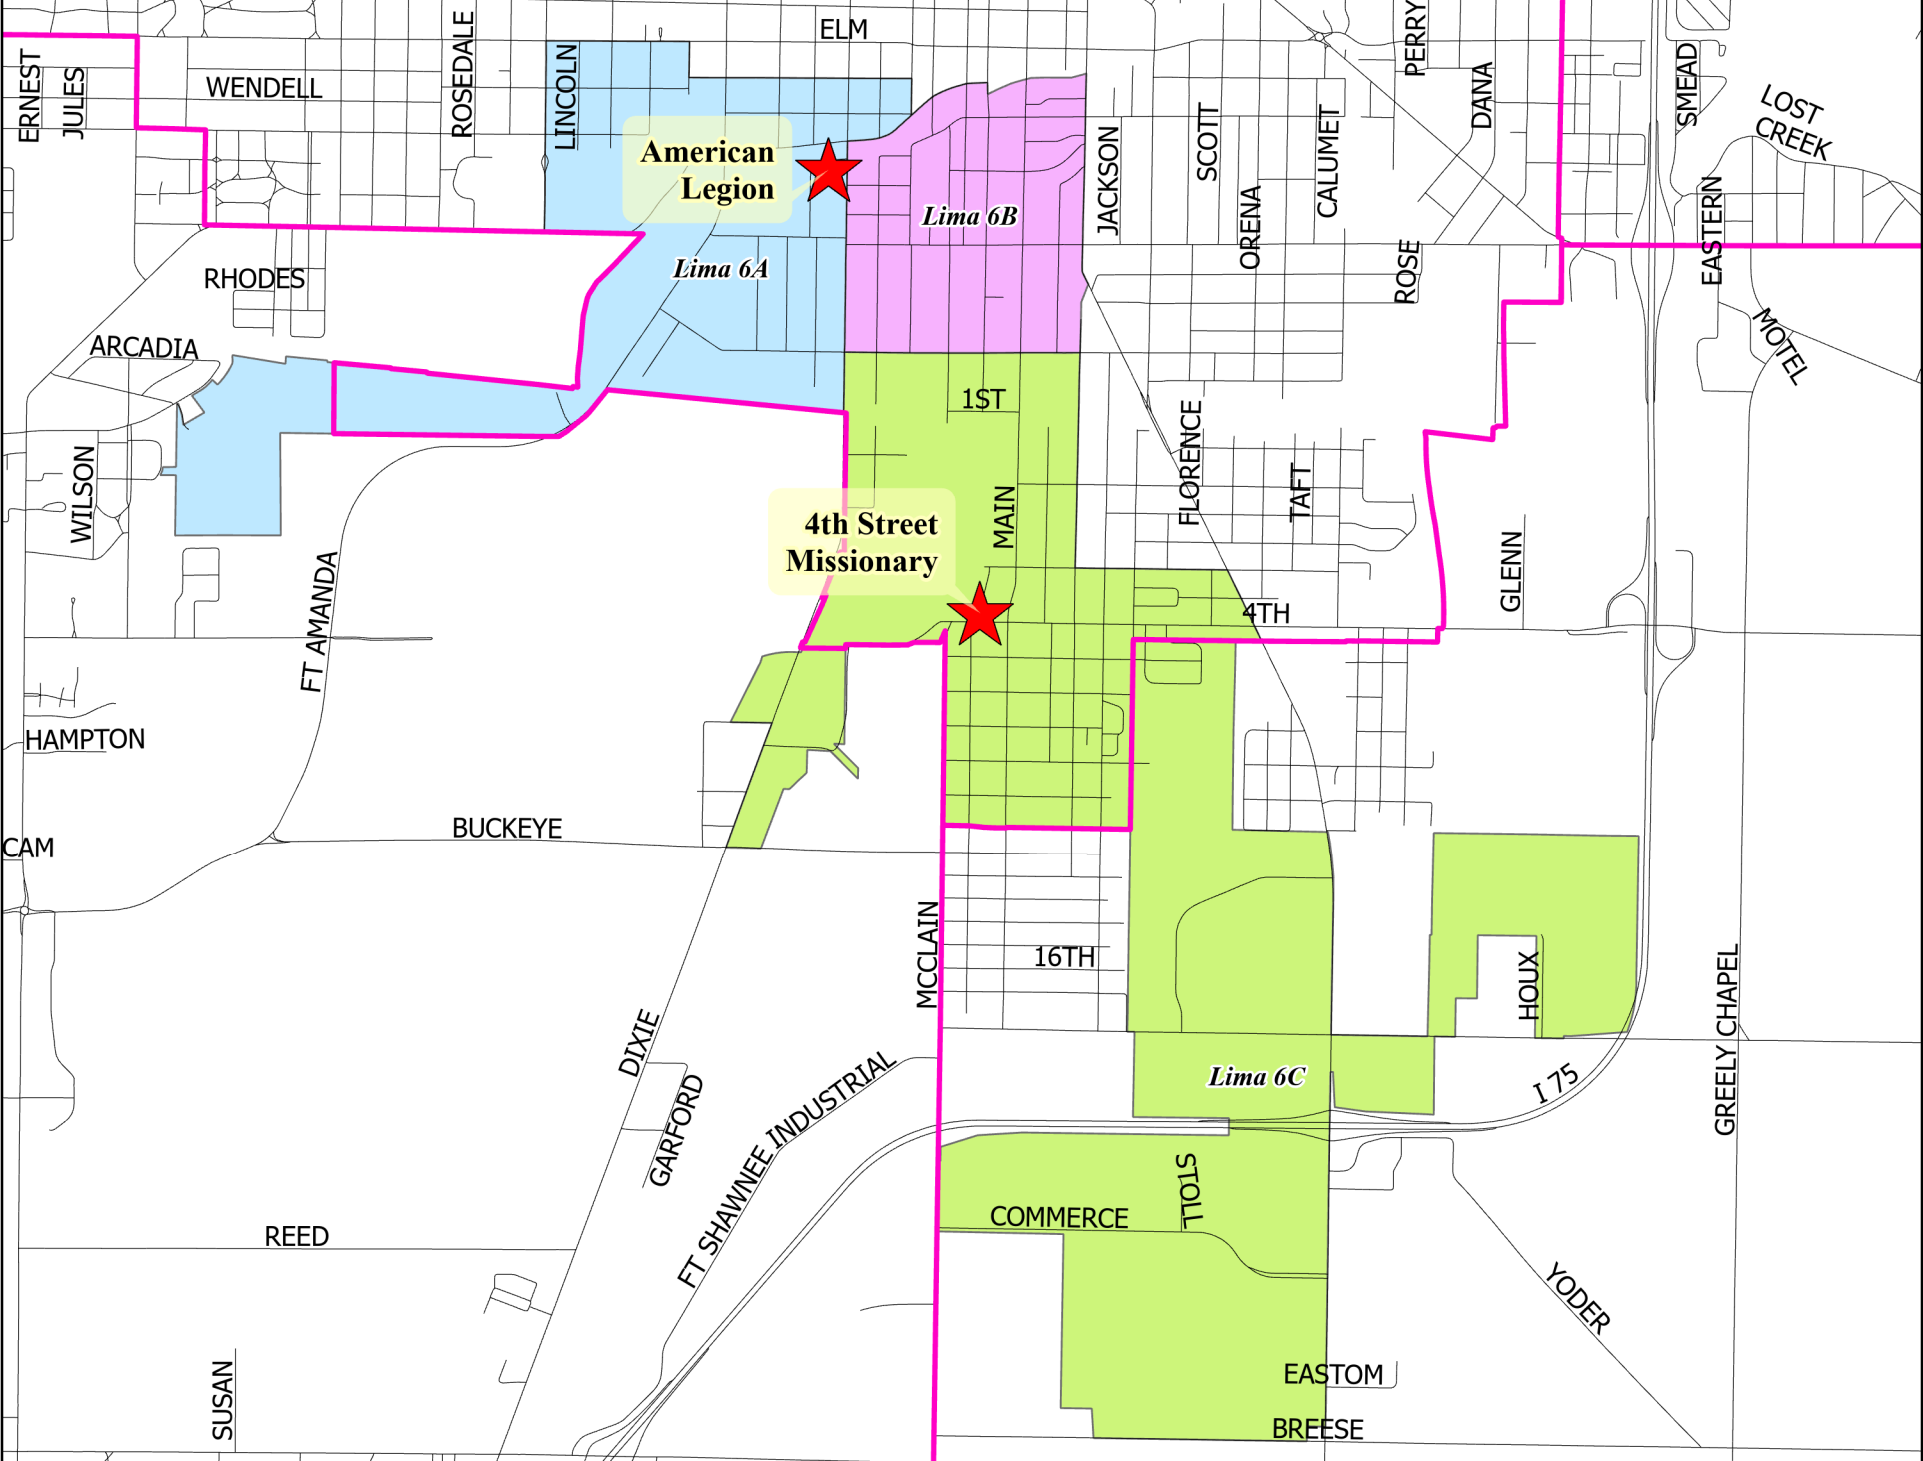 ELM
PERRY
ROSEDALE
LINCOLN
ERNEST
JULES
WENDELL
DANA
SMEAD
LOST
CREEK
American
Legion
JACKSON
SCOTT
CALUMET
ORENA
Lima 6B
EASTERN
Lima 6A
RHODES
ROSE
ARCADIA
MOTEL
1ST
FLORENCE
WILSON
TAFT
MAIN
4th Street
Missionary
GLENN
FT AMANDA
4TH
HAMPTON
BUCKEYE
CAM
MCCLAIN
16TH
HOUX
GREELY CHAPEL
DIXIE
GARFORD
FT SHAWNEE INDUSTRIAL
Lima 6C
I 75
STOLL
COMMERCE
REED
YODER
SUSAN
EASTOM
BREESE